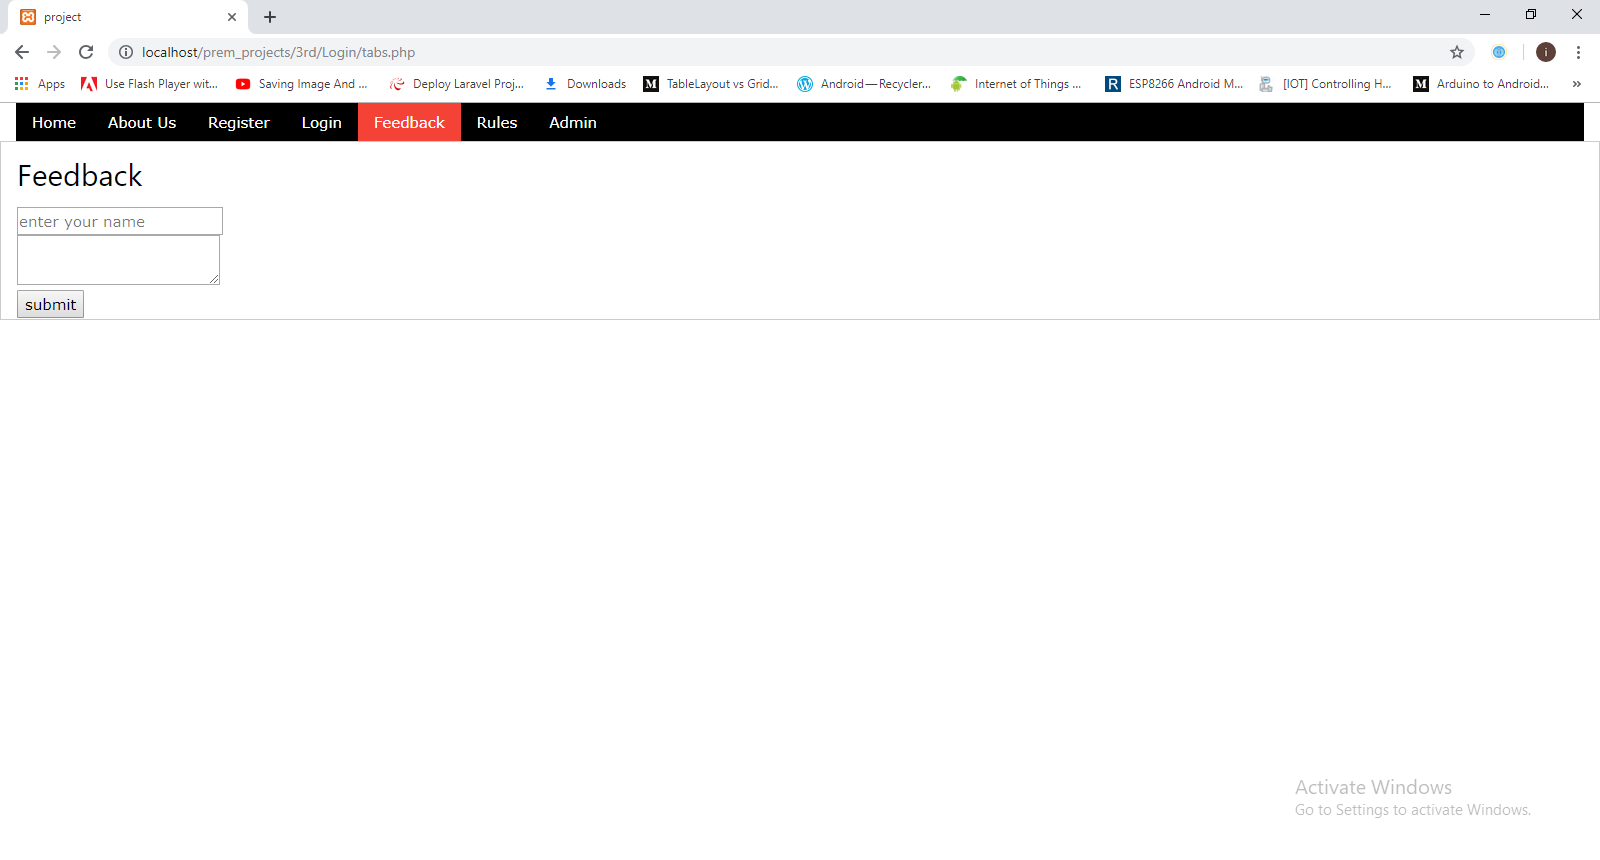 project
localhost/prem_projects/3rd/Login/tabs.php
i
Apps Use Flash Player wit... Saving Image And ... Deploy Laravel Proj... Downloads M TableLayout vs Grid... Android — Recycler... Internet of Things ... R ESP8266 Android M... [IOT] Controlling H... M Arduino to Android... »
Home About Us Register Login Feedback Rules Admin
Feedback
enter your name
submit
Activate Windows
Go to Settings to activate Windows.